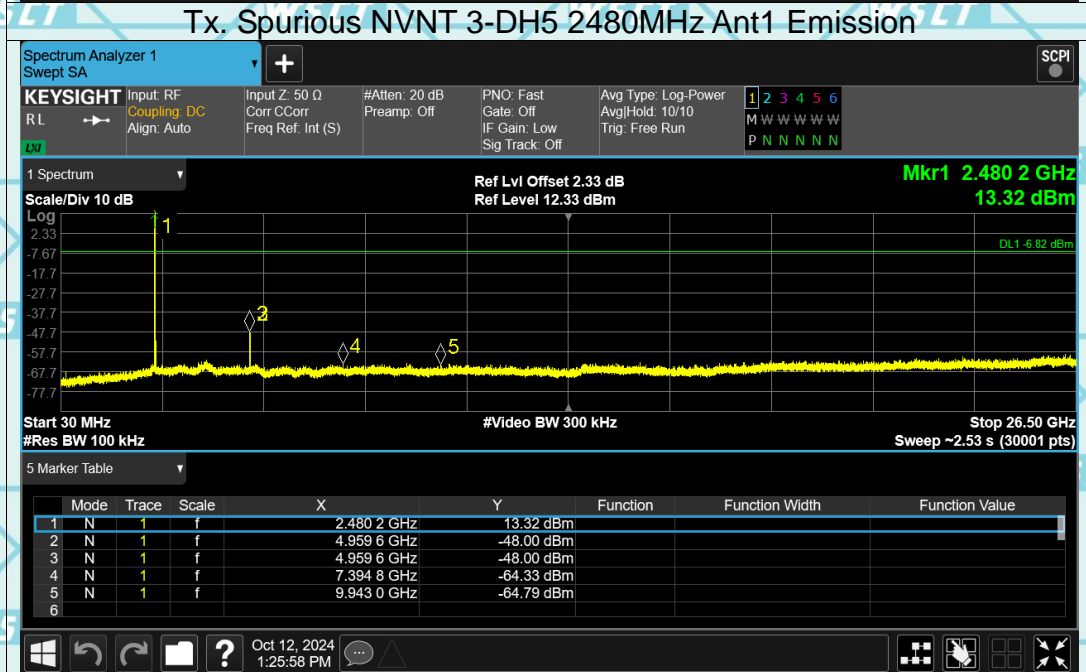 Tx. Spurious NVNT 3-DH5 2480MHz Ant1 Emission
Spectrum Analyzer 1
Swept SA
+
SCPI
KEYSIGHT
RL
LXI
Input: RF
Coupling: DC
Align: Auto
Input Z: 50 Ω
Corr CCorr
Freq Ref: Int (S)
#Atten: 20 dB
Preamp: Off
PNO: Fast
Gate: Off
IF Gain: Low
Sig Track: Off
Avg Type: Log-Power
Avg|Hold: 10/10
Trig: Free Run
1 2 3 4 5 6
M W W W W W
P N N N N N
1 Spectrum
Scale/Div 10 dB
Ref Lvl Offset 2.33 dB
Ref Level 12.33 dBm
Mkr1 2.480 2 GHz
13.32 dBm
Log
2.33
-7.67
-17.7
-27.7
-37.7
-47.7
-57.7
-67.7
-77.7
1
4
5
DL1 -6.82 dBm
Start 30 MHz
#Video BW 300 kHz
Stop 26.50 GHz
#Res BW 100 kHz
Sweep ~2.53 s (30001 pts)
5 Marker Table
Mode Trace Scale X Y Function Function Width Function Value
1 N 1 f 2.480 2 GHz 13.32 dBm
2 N 1 f 4.959 6 GHz -48.00 dBm
3 N 1 f 4.959 6 GHz -48.00 dBm
4 N 1 f 7.394 8 GHz -64.33 dBm
5 N 1 f 9.943 0 GHz -64.79 dBm
6
?
Oct 12, 2024
1:25:58 PM